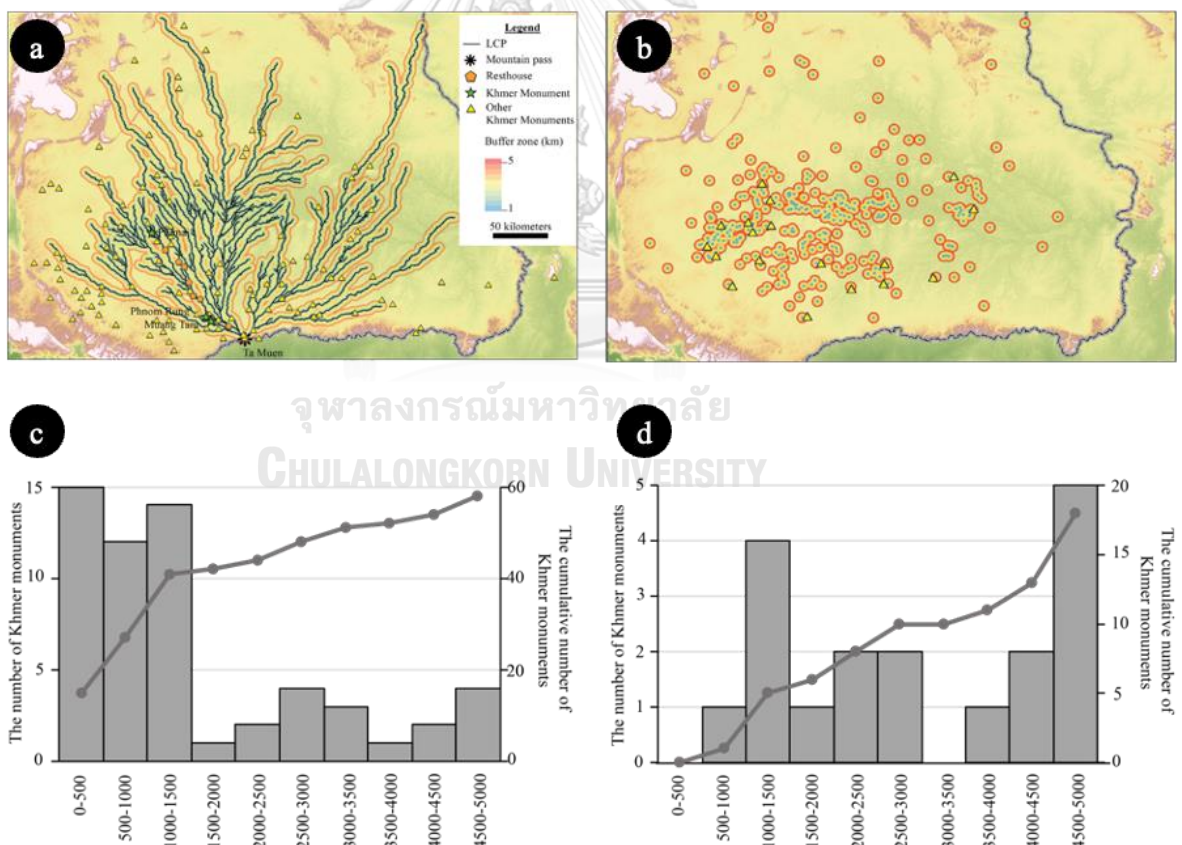 a
Legend
LCP
Mountain pass
Resthouse
Khmer Monument
Other
Khmer Monuments
Buffer zone (km)
5
1
50 kilometers
Phnom Rung
Muang Tam
Ta Muen
b
จุฬาลงกรณ์มหาวิทยาลัย
CHULALONGKORN UNIVERSITY
c
The number of Khmer monuments
15
10
5
0
60
40
20
0
The cumulative number of
Khmer monuments
0-500
500-1000
1000-1500
1500-2000
2000-2500
2500-3000
3000-3500
3500-4000
4000-4500
4500-5000
d
The number of Khmer monuments
5
4
3
2
1
0
20
15
10
5
0
The cumulative number of
Khmer monuments
0-500
500-1000
1000-1500
1500-2000
2000-2500
2500-3000
3000-3500
3500-4000
4000-4500
4500-5000